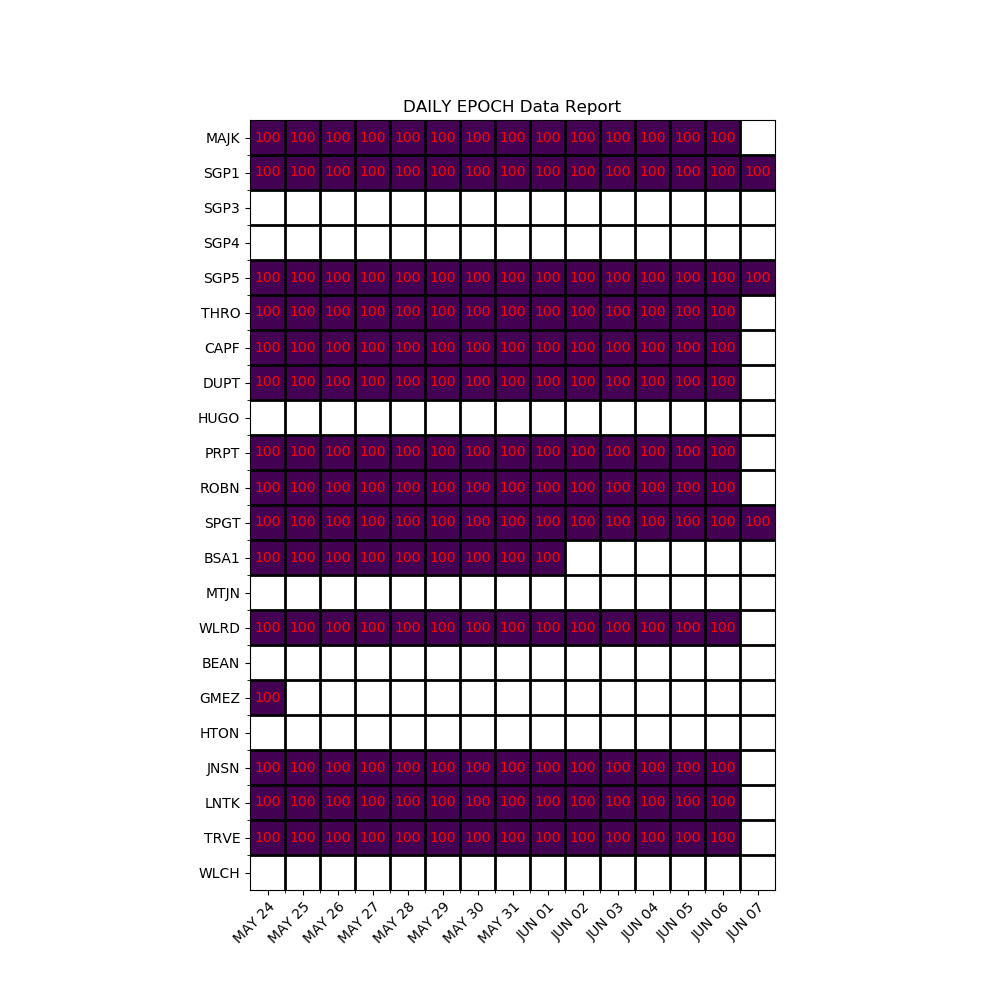 DAILY EPOCH Data Report
MAJK 100 100 100 100 100 100 100 100 100 100 100 100 100 100
SGP1 100 100 100 100 100 100 100 100 100 100 100 100 100 100 100
SGP3
SGP4
SGP5 100 100 100 100 100 100 100 100 100 100 100 100 100 100 100
THRO 100 100 100 100 100 100 100 100 100 100 100 100 100 100
CAPF 100 100 100 100 100 100 100 100 100 100 100 100 100 100
DUPT 100 100 100 100 100 100 100 100 100 100 100 100 100 100
HUGO
PRPT 100 100 100 100 100 100 100 100 100 100 100 100 100 100
ROBN 100 100 100 100 100 100 100 100 100 100 100 100 100 100
SPGT 100 100 100 100 100 100 100 100 100 100 100 100 100 100 100
BSA1 100 100 100 100 100 100 100 100 100
MTJN
WLRD 100 100 100 100 100 100 100 100 100 100 100 100 100 100
BEAN
GMEZ 100
HTON
JNSN 100 100 100 100 100 100 100 100 100 100 100 100 100 100
LNTK 100 100 100 100 100 100 100 100 100 100 100 100 100 100
TRVE 100 100 100 100 100 100 100 100 100 100 100 100 100 100
WLCH
MAY 24 MAY 25 MAY 26 MAY 27 MAY 28 MAY 29 MAY 30 MAY 31 JUN 01 JUN 02 JUN 03 JUN 04 JUN 05 JUN 06 JUN 07